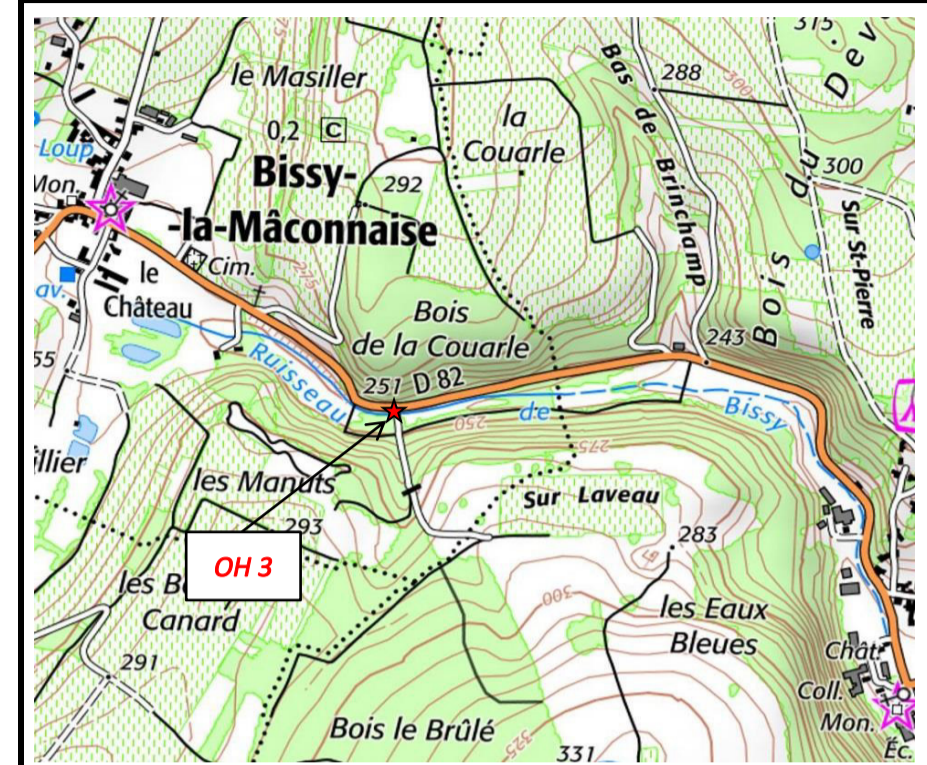 315.
le Masiller
288
300
Bas de Brinchamp
Bois du Dev
la
Couarle
0,2 C
Loup
Bissy-
-la-Mâconnaise
292
300
Mon.
Sur St-Pierre
Cim.
275
le
Château
av.
Bois
de la Couarle
243
55
Ruisseau de Bissy
251 D 82
250
275
illier
les Manuts
Sur Laveau
293
283
OH 3
les B
Canard
300
les Eaux
Bleues
291
Chât.
Coll.
Mon.
Éc.
Bois le Brûlé
325
331